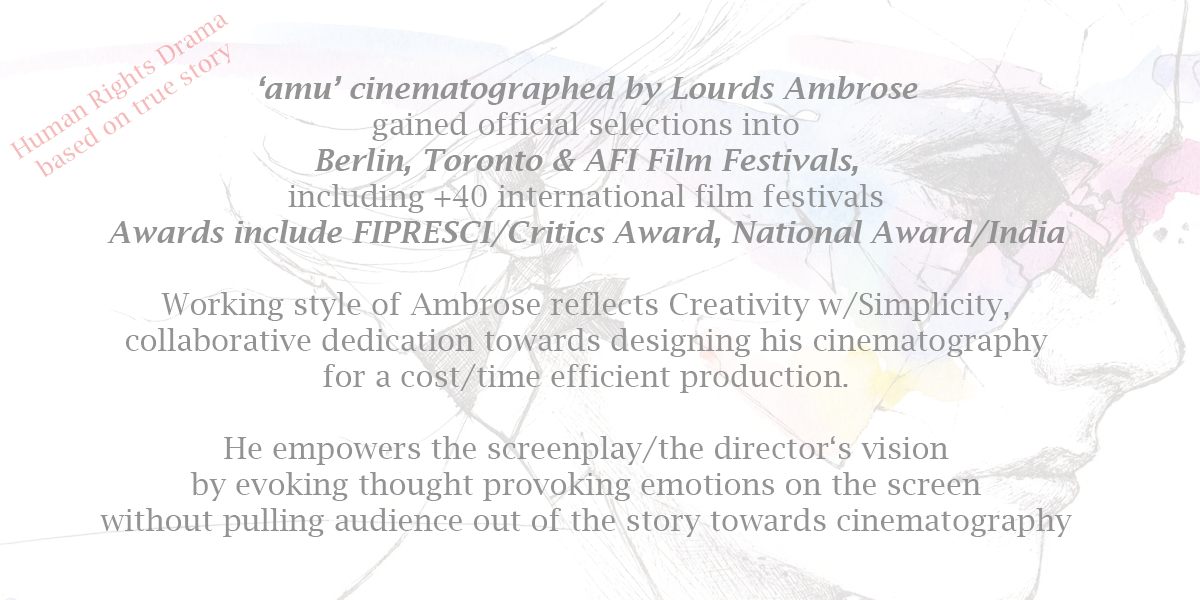 Human Rights Drama
based on true story
‘amu’ cinematographed by Lourds Ambrose
gained official selections into
Berlin, Toronto & AFI Film Festivals,
including +40 international film festivals
Awards include FIPRESCI/Critics Award, National Award/India
Working style of Ambrose reflects Creativity w/Simplicity,
collaborative dedication towards designing his cinematography
for a cost/time efficient production.
He empowers the screenplay/the director‘s vision
by evoking thought provoking emotions on the screen
without pulling audience out of the story towards cinematography